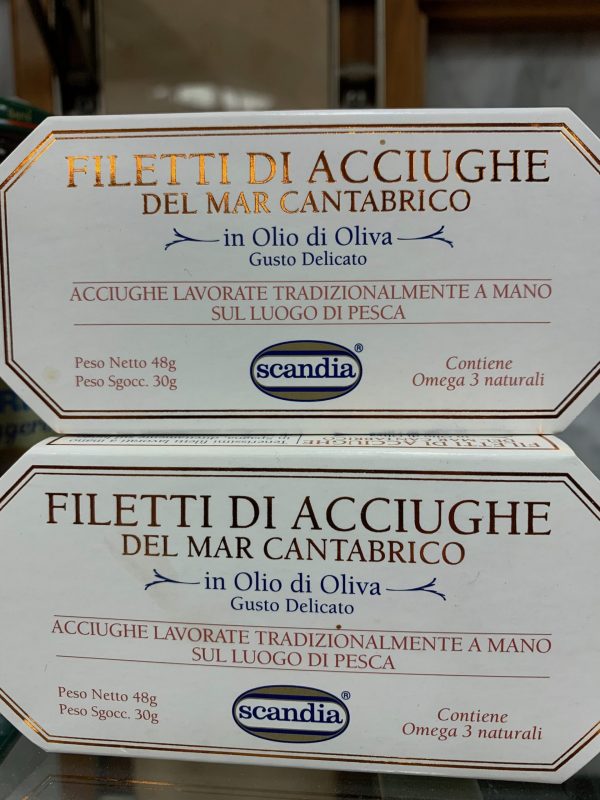 FILETTI DI ACCIUGHE
DEL MAR CANTABRICO
in Olio di Oliva
Gusto Delicato
ACCIUGHE LAVORATE TRADIZIONALMENTE A MANO
SUL LUOGO DI PESCA
Peso Netto 48g
Peso Sgocc. 30g
scandia®
Contiene
Omega 3 naturali
FILETTI DI ACCIUGHE
FILETTI DI ACCIUGHE
DEL MAR CANTABRICO
in Olio di Oliva
Gusto Delicato
ACCIUGHE LAVORATE TRADIZIONALMENTE A MANO
SUL LUOGO DI PESCA
Peso Netto 48g
Peso Sgocc. 30g
scandia®
Contiene
Omega 3 naturali